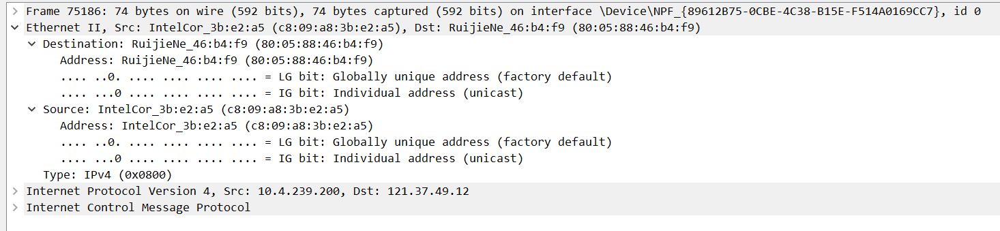 Frame 75186: 74 bytes on wire (592 bits), 74 bytes captured (592 bits) on interface \Device\NPF_{89612B75-0CBE-4C38-B15E-F514A0169CC7}, id 0
Ethernet II, Src: IntelCor_3b:e2:a5 (c8:09:a8:3b:e2:a5), Dst: RuijieNe_46:b4:f9 (80:05:88:46:b4:f9)
Destination: RuijieNe_46:b4:f9 (80:05:88:46:b4:f9)
Address: RuijieNe_46:b4:f9 (80:05:88:46:b4:f9)
.... ..0. .... .... .... .... = LG bit: Globally unique address (factory default)
.... ...0 .... .... .... .... = IG bit: Individual address (unicast)
Source: IntelCor_3b:e2:a5 (c8:09:a8:3b:e2:a5)
Address: IntelCor_3b:e2:a5 (c8:09:a8:3b:e2:a5)
.... ..0. .... .... .... .... = LG bit: Globally unique address (factory default)
.... ...0 .... .... .... .... = IG bit: Individual address (unicast)
Type: IPv4 (0x0800)
Internet Protocol Version 4, Src: 10.4.239.200, Dst: 121.37.49.12
Internet Control Message Protocol